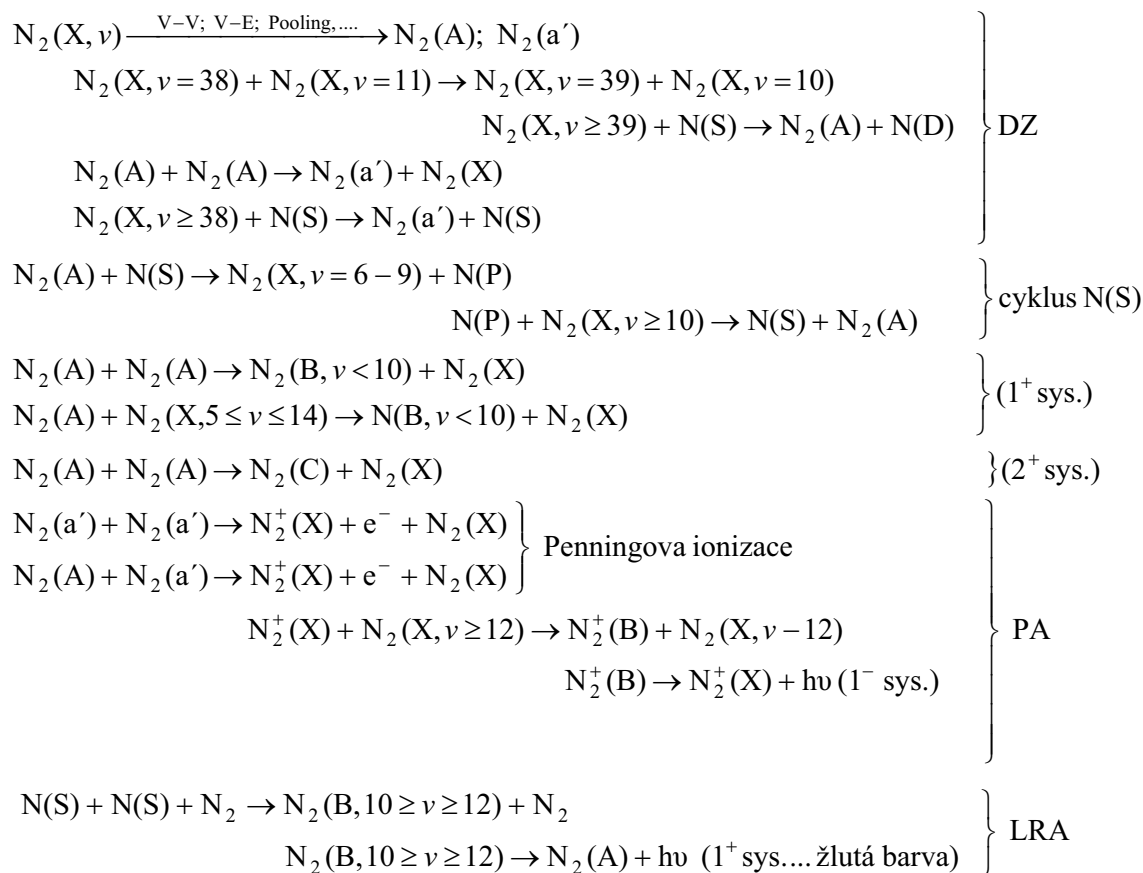 N₂(X, v) —V−V; V−E; Pooling,....→ N₂(A); N₂(a´)
N₂(X, v = 38) + N₂(X, v = 11) → N₂(X, v = 39) + N₂(X, v = 10)
N₂(X, v ≥ 39) + N(S) → N₂(A) + N(D) } DZ
N₂(A) + N₂(A) → N₂(a´) + N₂(X)
N₂(X, v ≥ 38) + N(S) → N₂(a´) + N(S)
N₂(A) + N(S) → N₂(X, v = 6 − 9) + N(P)
} cyklus N(S)
N(P) + N₂(X, v ≥ 10) → N(S) + N₂(A)
N₂(A) + N₂(A) → N₂(B, v < 10) + N₂(X)
} (1⁺ sys.)
N₂(A) + N₂(X,5 ≤ v ≤ 14) → N(B, v < 10) + N₂(X)
N₂(A) + N₂(A) → N₂(C) + N₂(X) } (2⁺ sys.)
N₂(a´) + N₂(a´) → N₂⁺(X) + e⁻ + N₂(X)
} Penningova ionizace
N₂(A) + N₂(a´) → N₂⁺(X) + e⁻ + N₂(X)
N₂⁺(X) + N₂(X, v ≥ 12) → N₂⁺(B) + N₂(X, v − 12) } PA
N₂⁺(B) → N₂⁺(X) + hυ (1⁻ sys.)
N(S) + N(S) + N₂ → N₂(B,10 ≥ v ≥ 12) + N₂
} LRA
N₂(B,10 ≥ v ≥ 12) → N₂(A) + hυ (1⁺ sys.... žlutá barva)